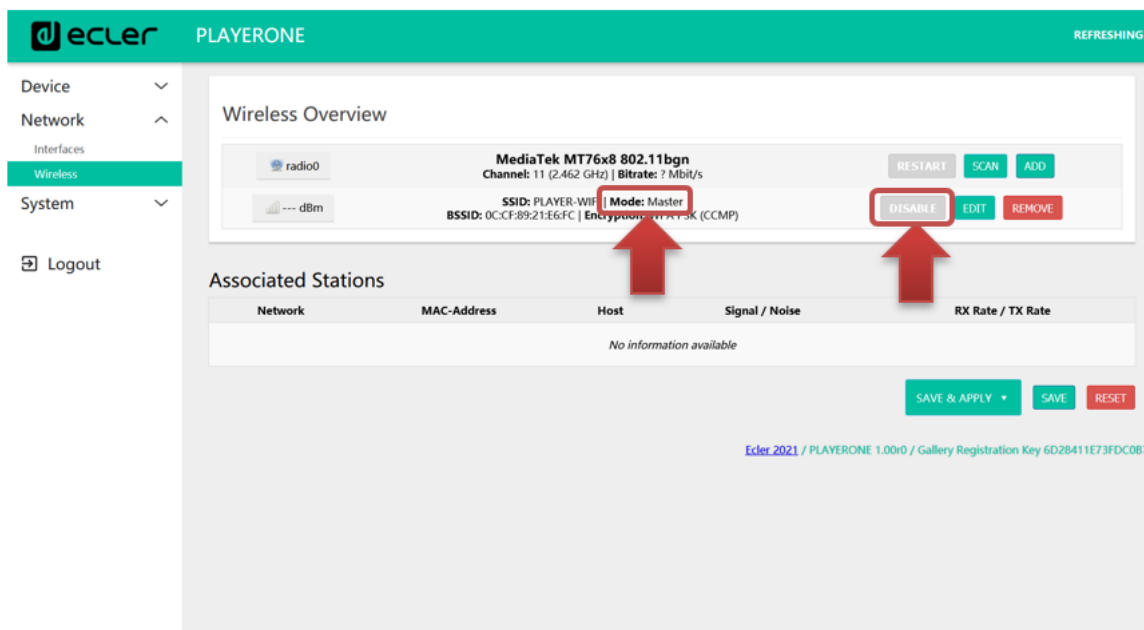 ecler PLAYERONE REFRESHING
Device
Network
Interfaces
Wireless
System
Logout
Wireless Overview
radio0
MediaTek MT76x8 802.11bgn
Channel: 11 (2.462 GHz) | Bitrate: ? Mbit/s
RESTART SCAN ADD
--- dBm
SSID: PLAYER-WIFI | Mode: Master
BSSID: 0C:CF:89:21:E6:FC | Encryption: (CCMP)
DISABLE EDIT REMOVE
Associated Stations
Network MAC-Address Host Signal / Noise RX Rate / TX Rate
No information available
SAVE & APPLY SAVE RESET
Ecler 2021 / PLAYERONE 1.00r0 / Gallery Registration Key 6D28411E73FDC0B